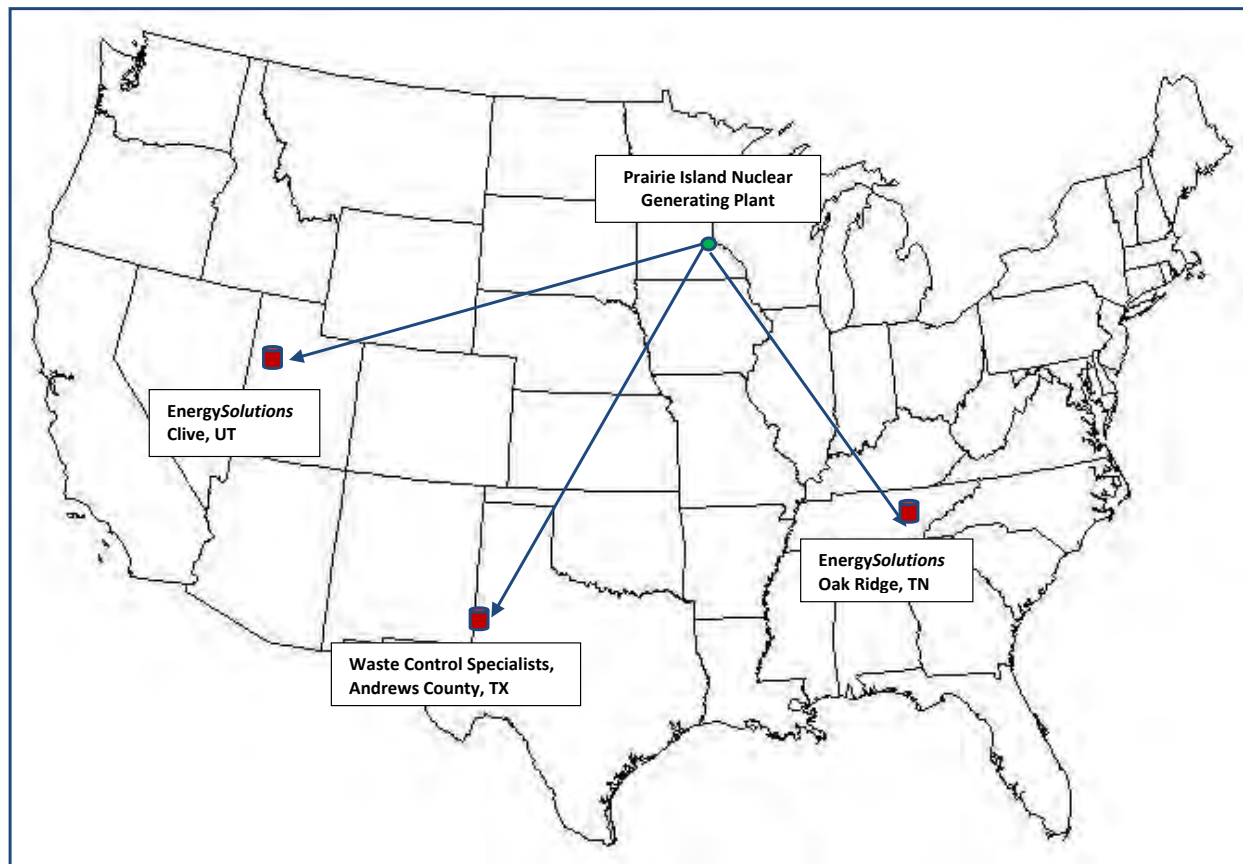 Prairie Island Nuclear
Generating Plant
EnergySolutions
Clive, UT
EnergySolutions
Oak Ridge, TN
Waste Control Specialists,
Andrews County, TX